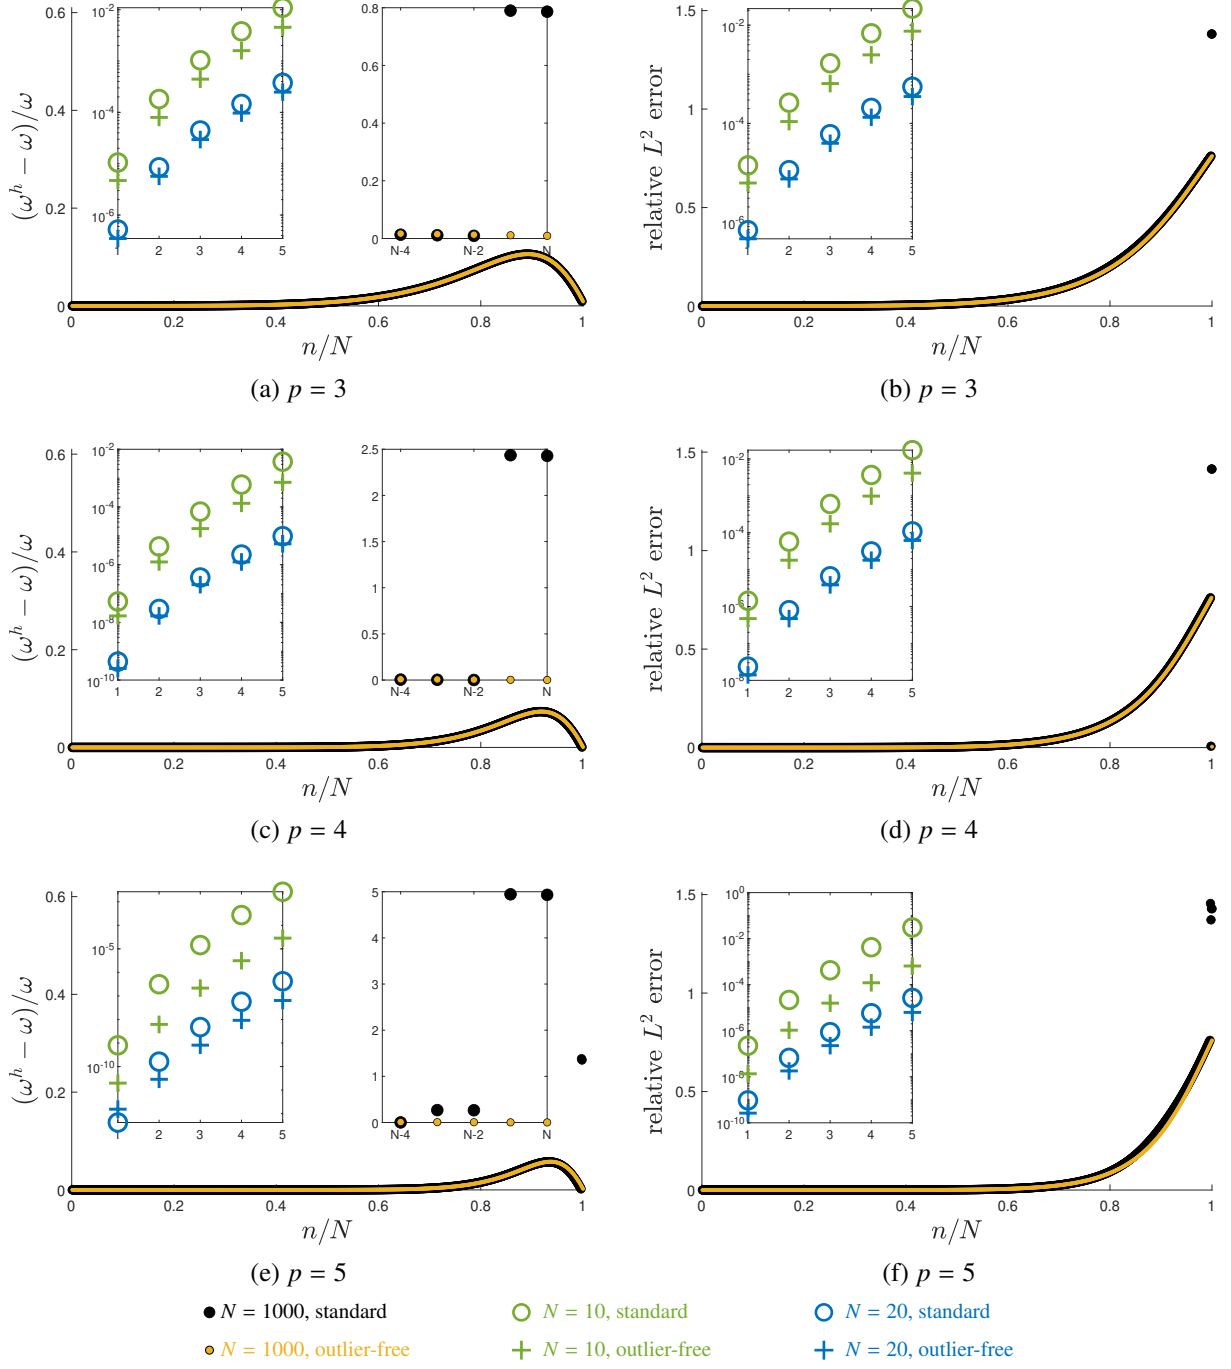 (ω^h − ω)/ω
0.6
0.4
0.2
0
10^-2
10^-4
10^-6
1 2 3 4 5
0.8
0.6
0.4
0.2
0
N-4 N-2 N
0 0.2 0.4 0.6 0.8 1
n/N
(a) p = 3
relative L² error
1.5
1
0.5
0
10^-2
10^-4
10^-6
1 2 3 4 5
0 0.2 0.4 0.6 0.8 1
n/N
(b) p = 3
(ω^h − ω)/ω
0.6
0.4
0.2
0
10^-2
10^-4
10^-6
10^-8
10^-10
1 2 3 4 5
2.5
2
1.5
1
0.5
0
N-4 N-2 N
0 0.2 0.4 0.6 0.8 1
n/N
(c) p = 4
relative L² error
1.5
1
0.5
0
10^-2
10^-4
10^-6
10^-8
1 2 3 4 5
0 0.2 0.4 0.6 0.8 1
n/N
(d) p = 4
(ω^h − ω)/ω
0.6
0.4
0.2
0
10^-5
10^-10
1 2 3 4 5
5
4
3
2
1
0
N-4 N-2 N
0 0.2 0.4 0.6 0.8 1
n/N
(e) p = 5
relative L² error
1.5
1
0.5
0
10^0
10^-2
10^-4
10^-6
10^-8
10^-10
1 2 3 4 5
0 0.2 0.4 0.6 0.8 1
n/N
(f) p = 5
N = 1000, standard
N = 10, standard
N = 20, standard
N = 1000, outlier-free
N = 10, outlier-free
N = 20, outlier-free